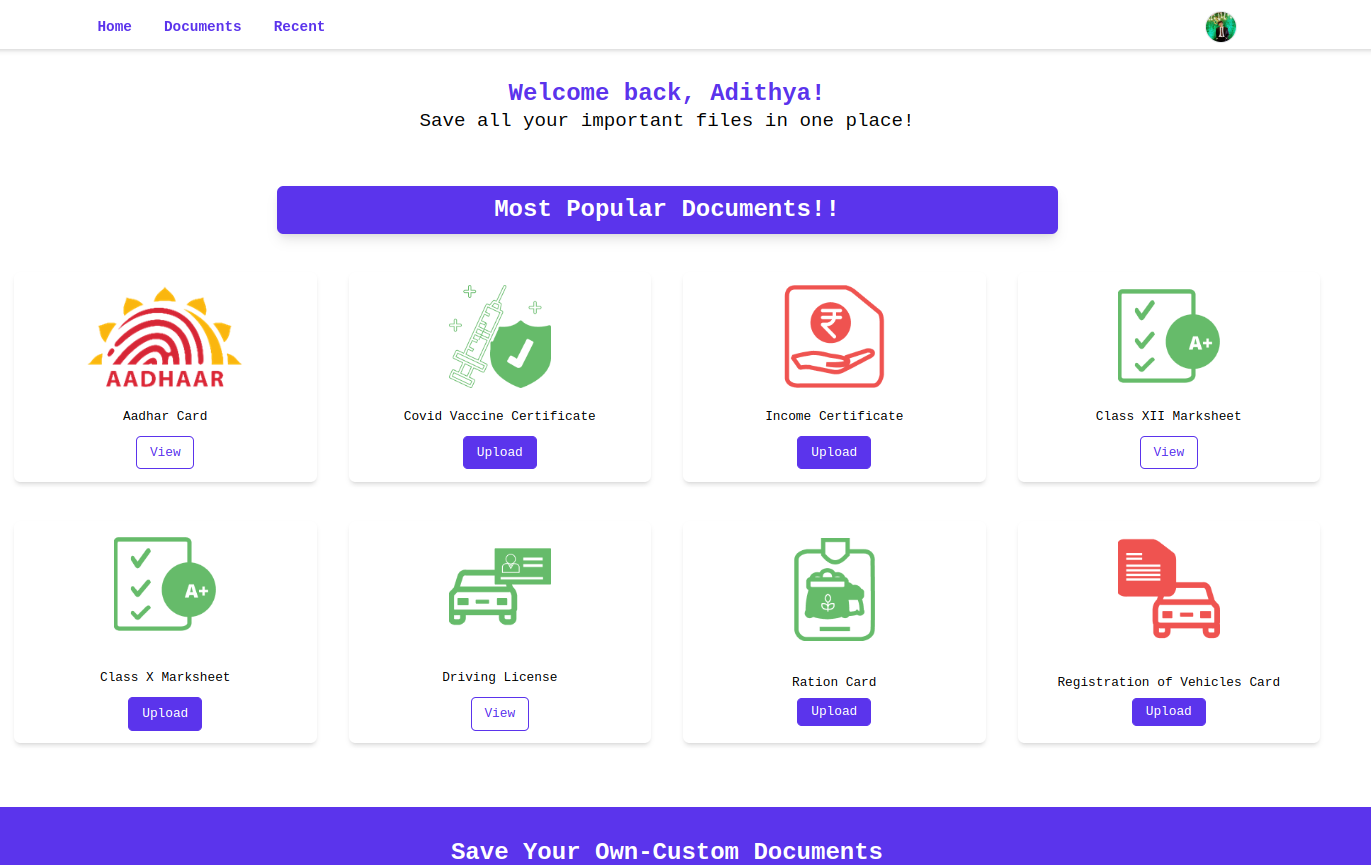 Home Documents Recent
Welcome back, Adithya!
Save all your important files in one place!
Most Popular Documents!!
AADHAAR
A+
Aadhar Card Covid Vaccine Certificate Income Certificate Class XII Marksheet
View Upload Upload View
A+
Class X Marksheet Driving License Ration Card Registration of Vehicles Card
Upload View Upload Upload
Save Your Own-Custom Documents